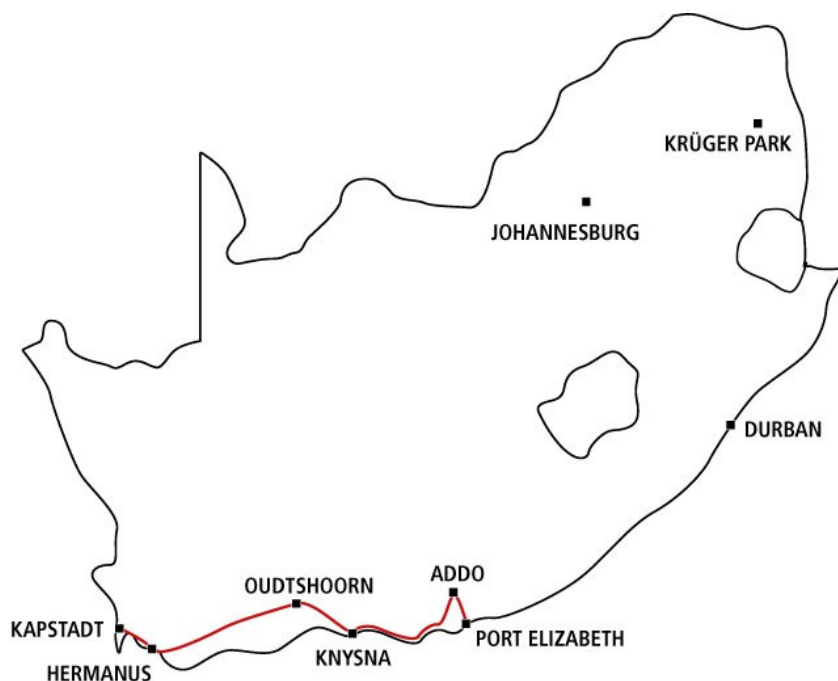 KRÜGER PARK
JOHANNESBURG
DURBAN
ADDO
OUDTSHOORN
KAPSTADT
PORT ELIZABETH
KNYSNA
HERMANUS